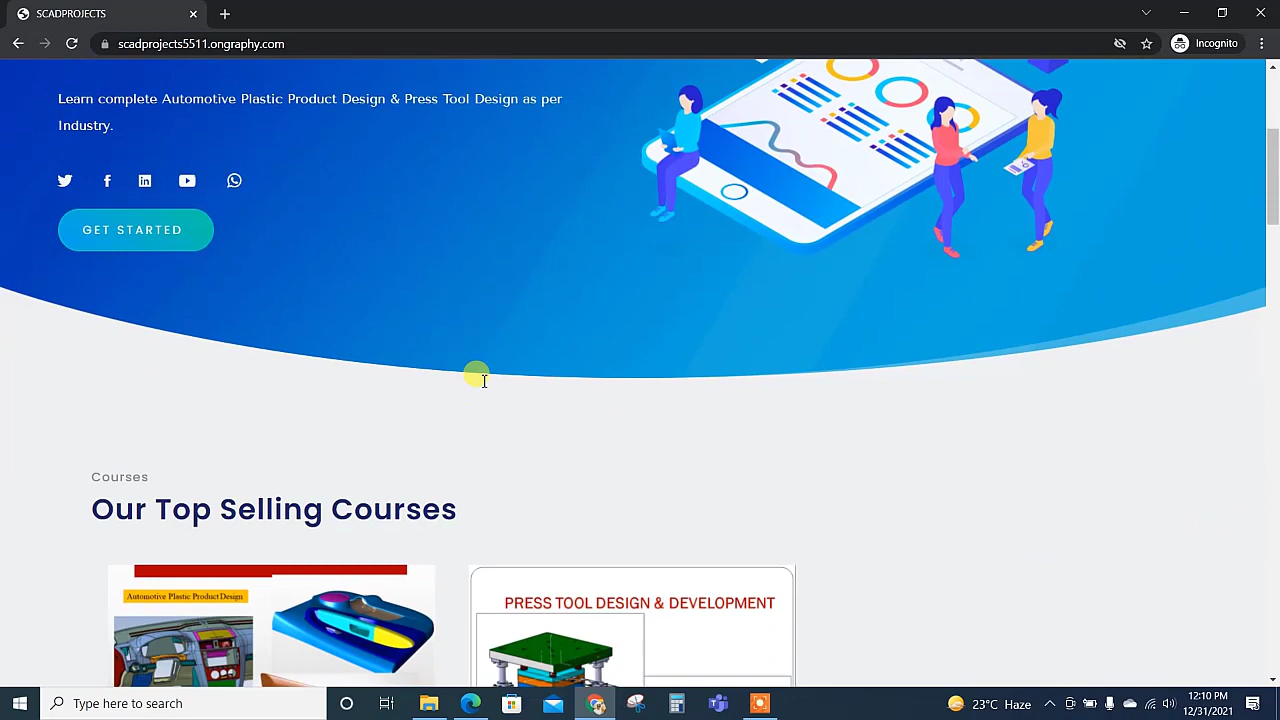 SCADPROJECTS
scadprojects5511.ongraphy.com
Incognito
Learn complete Automotive Plastic Product Design & Press Tool Design as per
Industry.
GET STARTED
Courses
Our Top Selling Courses
Automotive Plastic Product Design
PRESS TOOL DESIGN & DEVELOPMENT
Type here to search
23°C Haze
12:10 PM
12/31/2021